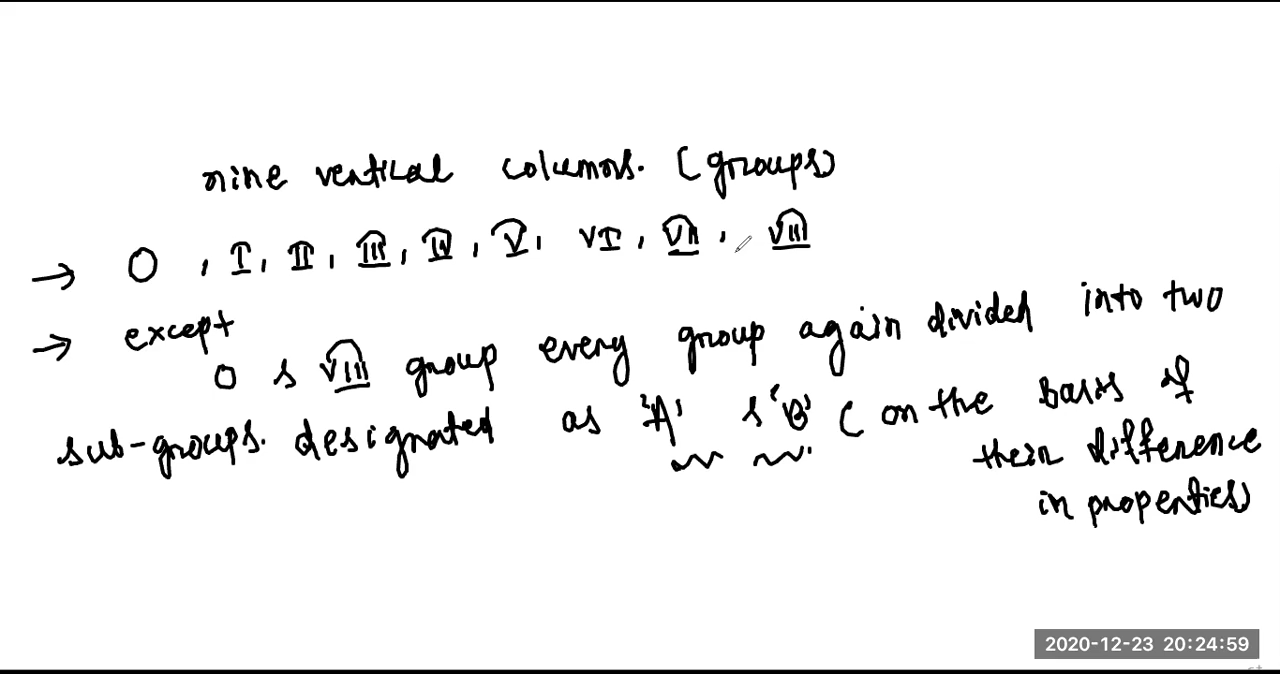 nine vertical columns. (groups)
→ O, I, II, III, IV, V, VI, VII, VIII
→ except
O & VIII group every group again divided into two
sub-groups. designated as 'A' & 'B' (on the basis of
their difference
in properties)
2020-12-23 20:24:59